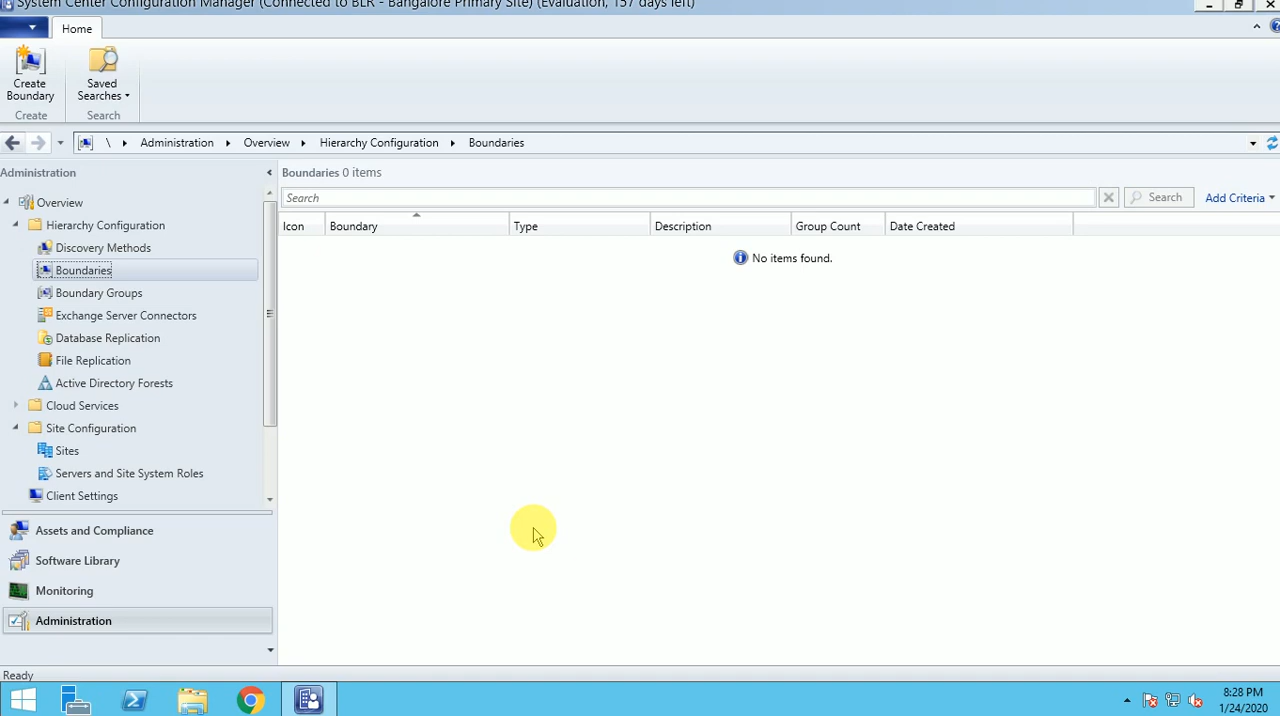 System Center Configuration Manager (Connected to BLR - Bangalore Primary Site) (Evaluation, 157 days left)
Home
Create Boundary
Saved Searches
Create
Search
\ Administration Overview Hierarchy Configuration Boundaries
Administration
Overview
Hierarchy Configuration
Discovery Methods
Boundaries
Boundary Groups
Exchange Server Connectors
Database Replication
File Replication
Active Directory Forests
Cloud Services
Site Configuration
Sites
Servers and Site System Roles
Client Settings
Assets and Compliance
Software Library
Monitoring
Administration
Boundaries 0 items
Search
Search
Add Criteria
Icon Boundary Type Description Group Count Date Created
No items found.
Ready
8:28 PM
1/24/2020